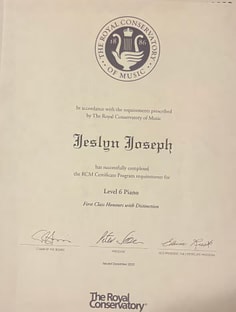 THE ROYAL CONSERVATORY
18 86
OF MUSIC
In accordance with the requirements prescribed
by The Royal Conservatory of Music
Jeslyn Joseph
has successfully completed
the RCM Certificate Program requirements for
Level 6 Piano
First Class Honours with Distinction
The Royal
Conservatory